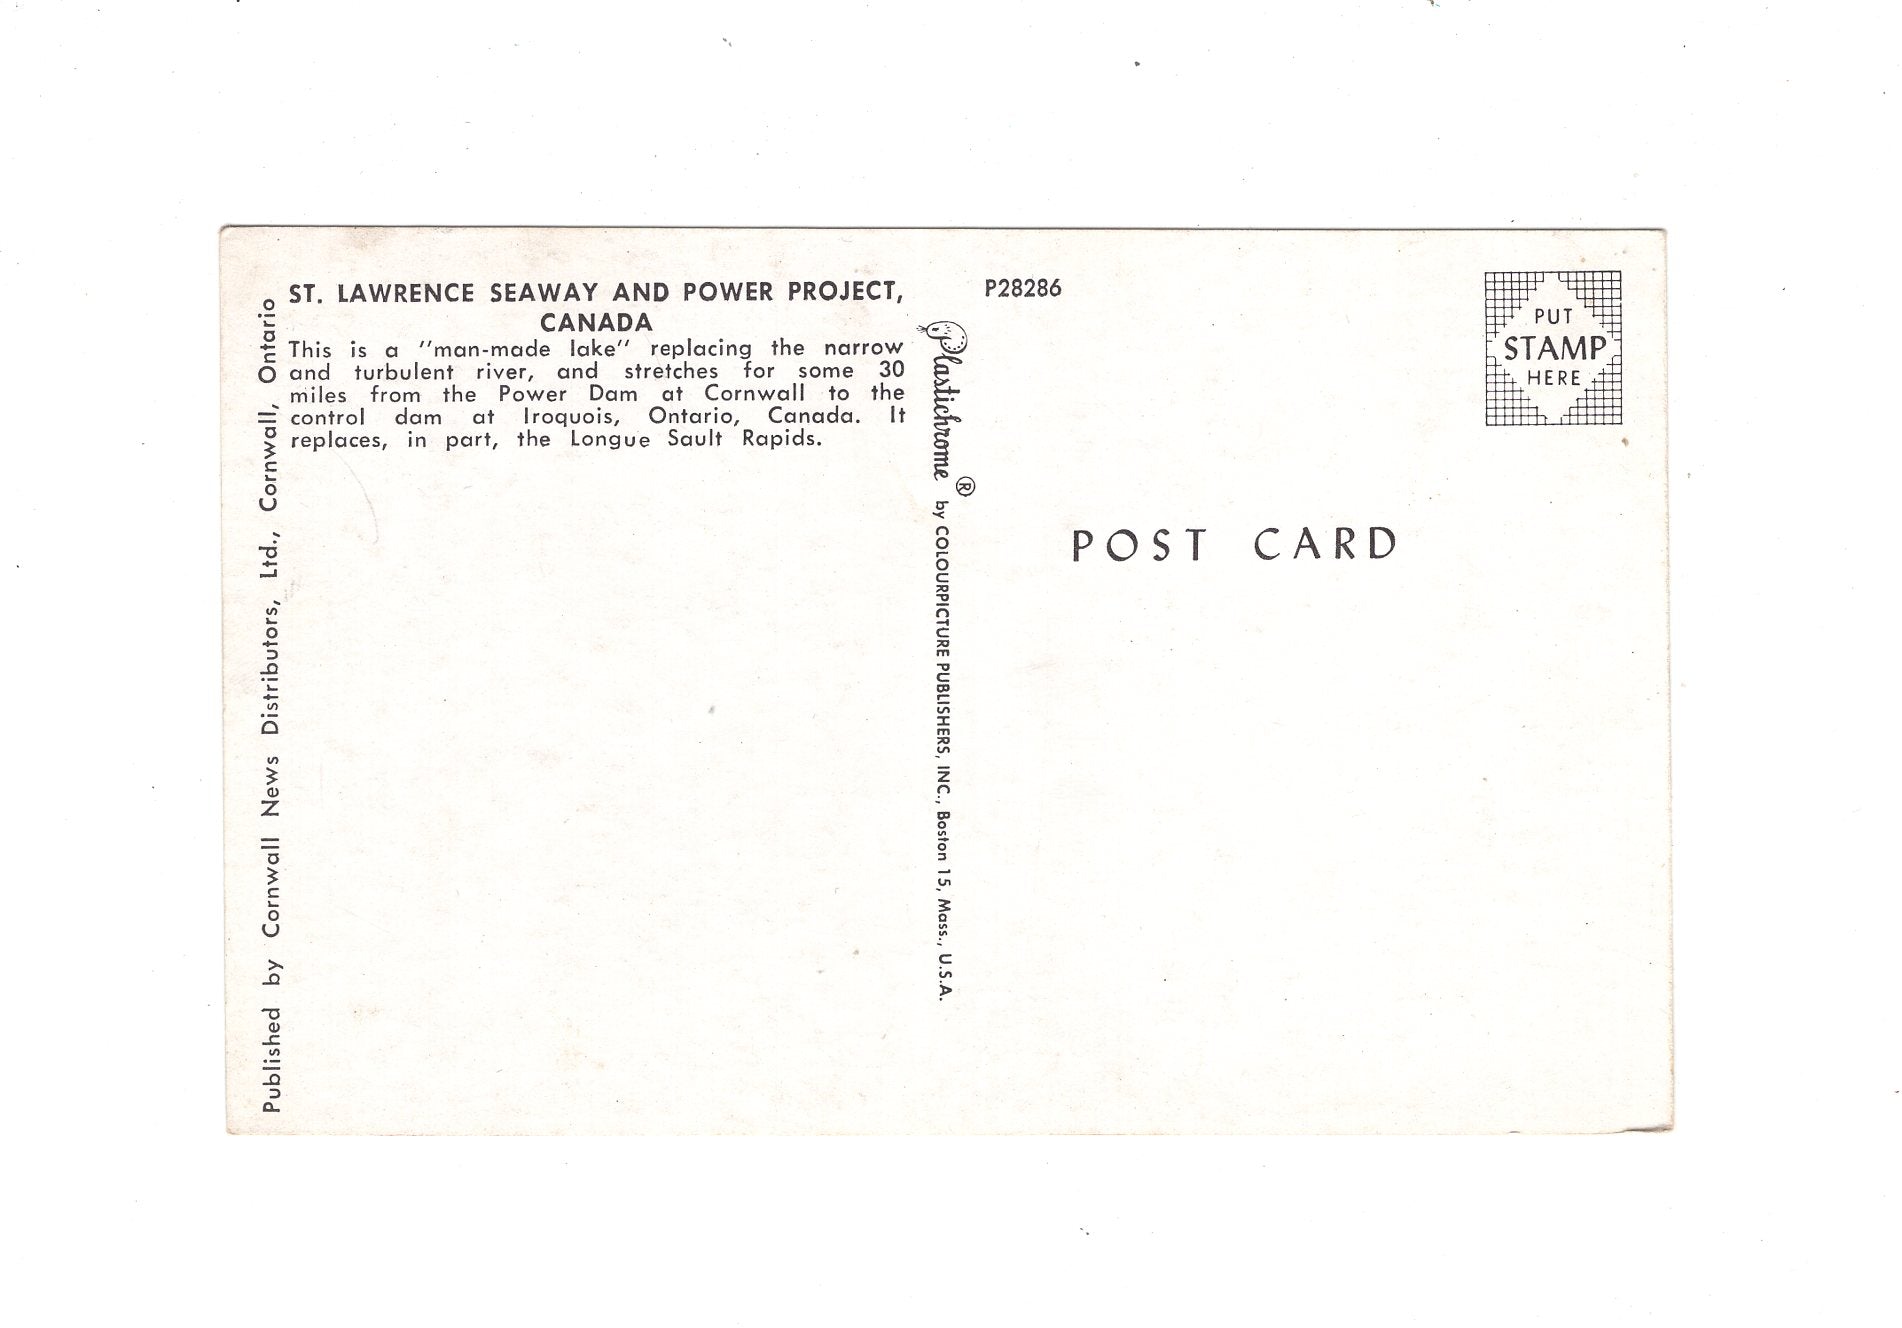 ST. LAWRENCE SEAWAY AND POWER PROJECT,
CANADA
This is a "man-made lake" replacing the narrow
and turbulent river, and stretches for some 30
miles from the Power Dam at Cornwall to the
control dam at Iroquois, Ontario, Canada. It
replaces, in part, the Longue Sault Rapids.
Published by Cornwall News Distributors, Ltd., Cornwall, Ontario
Plastichrome ® by COLOURPICTURE PUBLISHERS, INC., Boston 15, Mass., U.S.A.
P28286
PUT
STAMP
HERE
POST CARD